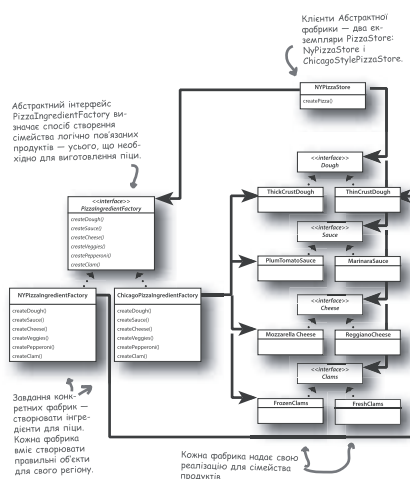 Клієнти Абстрактної
фабрики — два ек-
земпляри PizzaStore:
NYPizzaStore і
ChicagoStylePizzaStore.
NYPizzaStore
createPizza()
Абстрактний інтерфейс
PizzaIngredientFactory ви-
значає спосіб створення
сімейства логічно пов'язаних
продуктів — усього, що необ-
хідно для виготовлення піци.
<<interface>>
Dough
ThickCrustDough
ThinCrustDough
<<interface>>
PizzaIngredientFactory
createDough()
createSauce()
createCheese()
createVeggies()
createPepperoni()
createClam()
<<interface>>
Sauce
PlumTomatoSauce
MarinaraSauce
NYPizzaIngredientFactory
createDough()
createSauce()
createCheese()
createVeggies()
createPepperoni()
createClam()
ChicagoPizzaIngredientFactory
createDough()
createSauce()
createCheese()
createVeggies()
createPepperoni()
createClam()
<<interface>>
Cheese
Mozzarella Cheese
ReggianoCheese
<<interface>>
Clams
FrozenClams
FreshClams
Завдання конк-
ретних фабрик —
створювати інгре-
дієнти для піци.
Кожна фабрика
вміє створювати
правильні об'єкти
для свого регіону.
Кожна фабрика надає свою
реалізацію для сімейства
продуктів